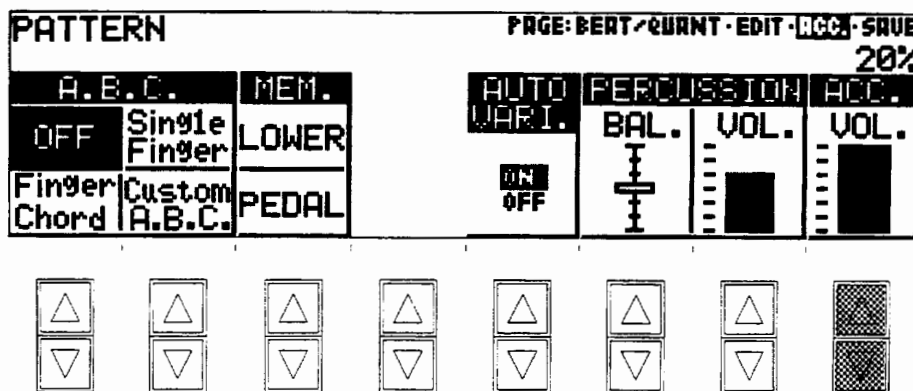 PATTERN
PAGE: BEAT/QUANT · EDIT · ACC. · SAVE
20%
A.B.C.
MEM.
AUTO
VARI.
PERCUSSION
ACC.
OFF
Single
Finger
LOWER
ON
OFF
BAL.
VOL.
VOL.
Finger
Chord
Custom
A.B.C.
PEDAL